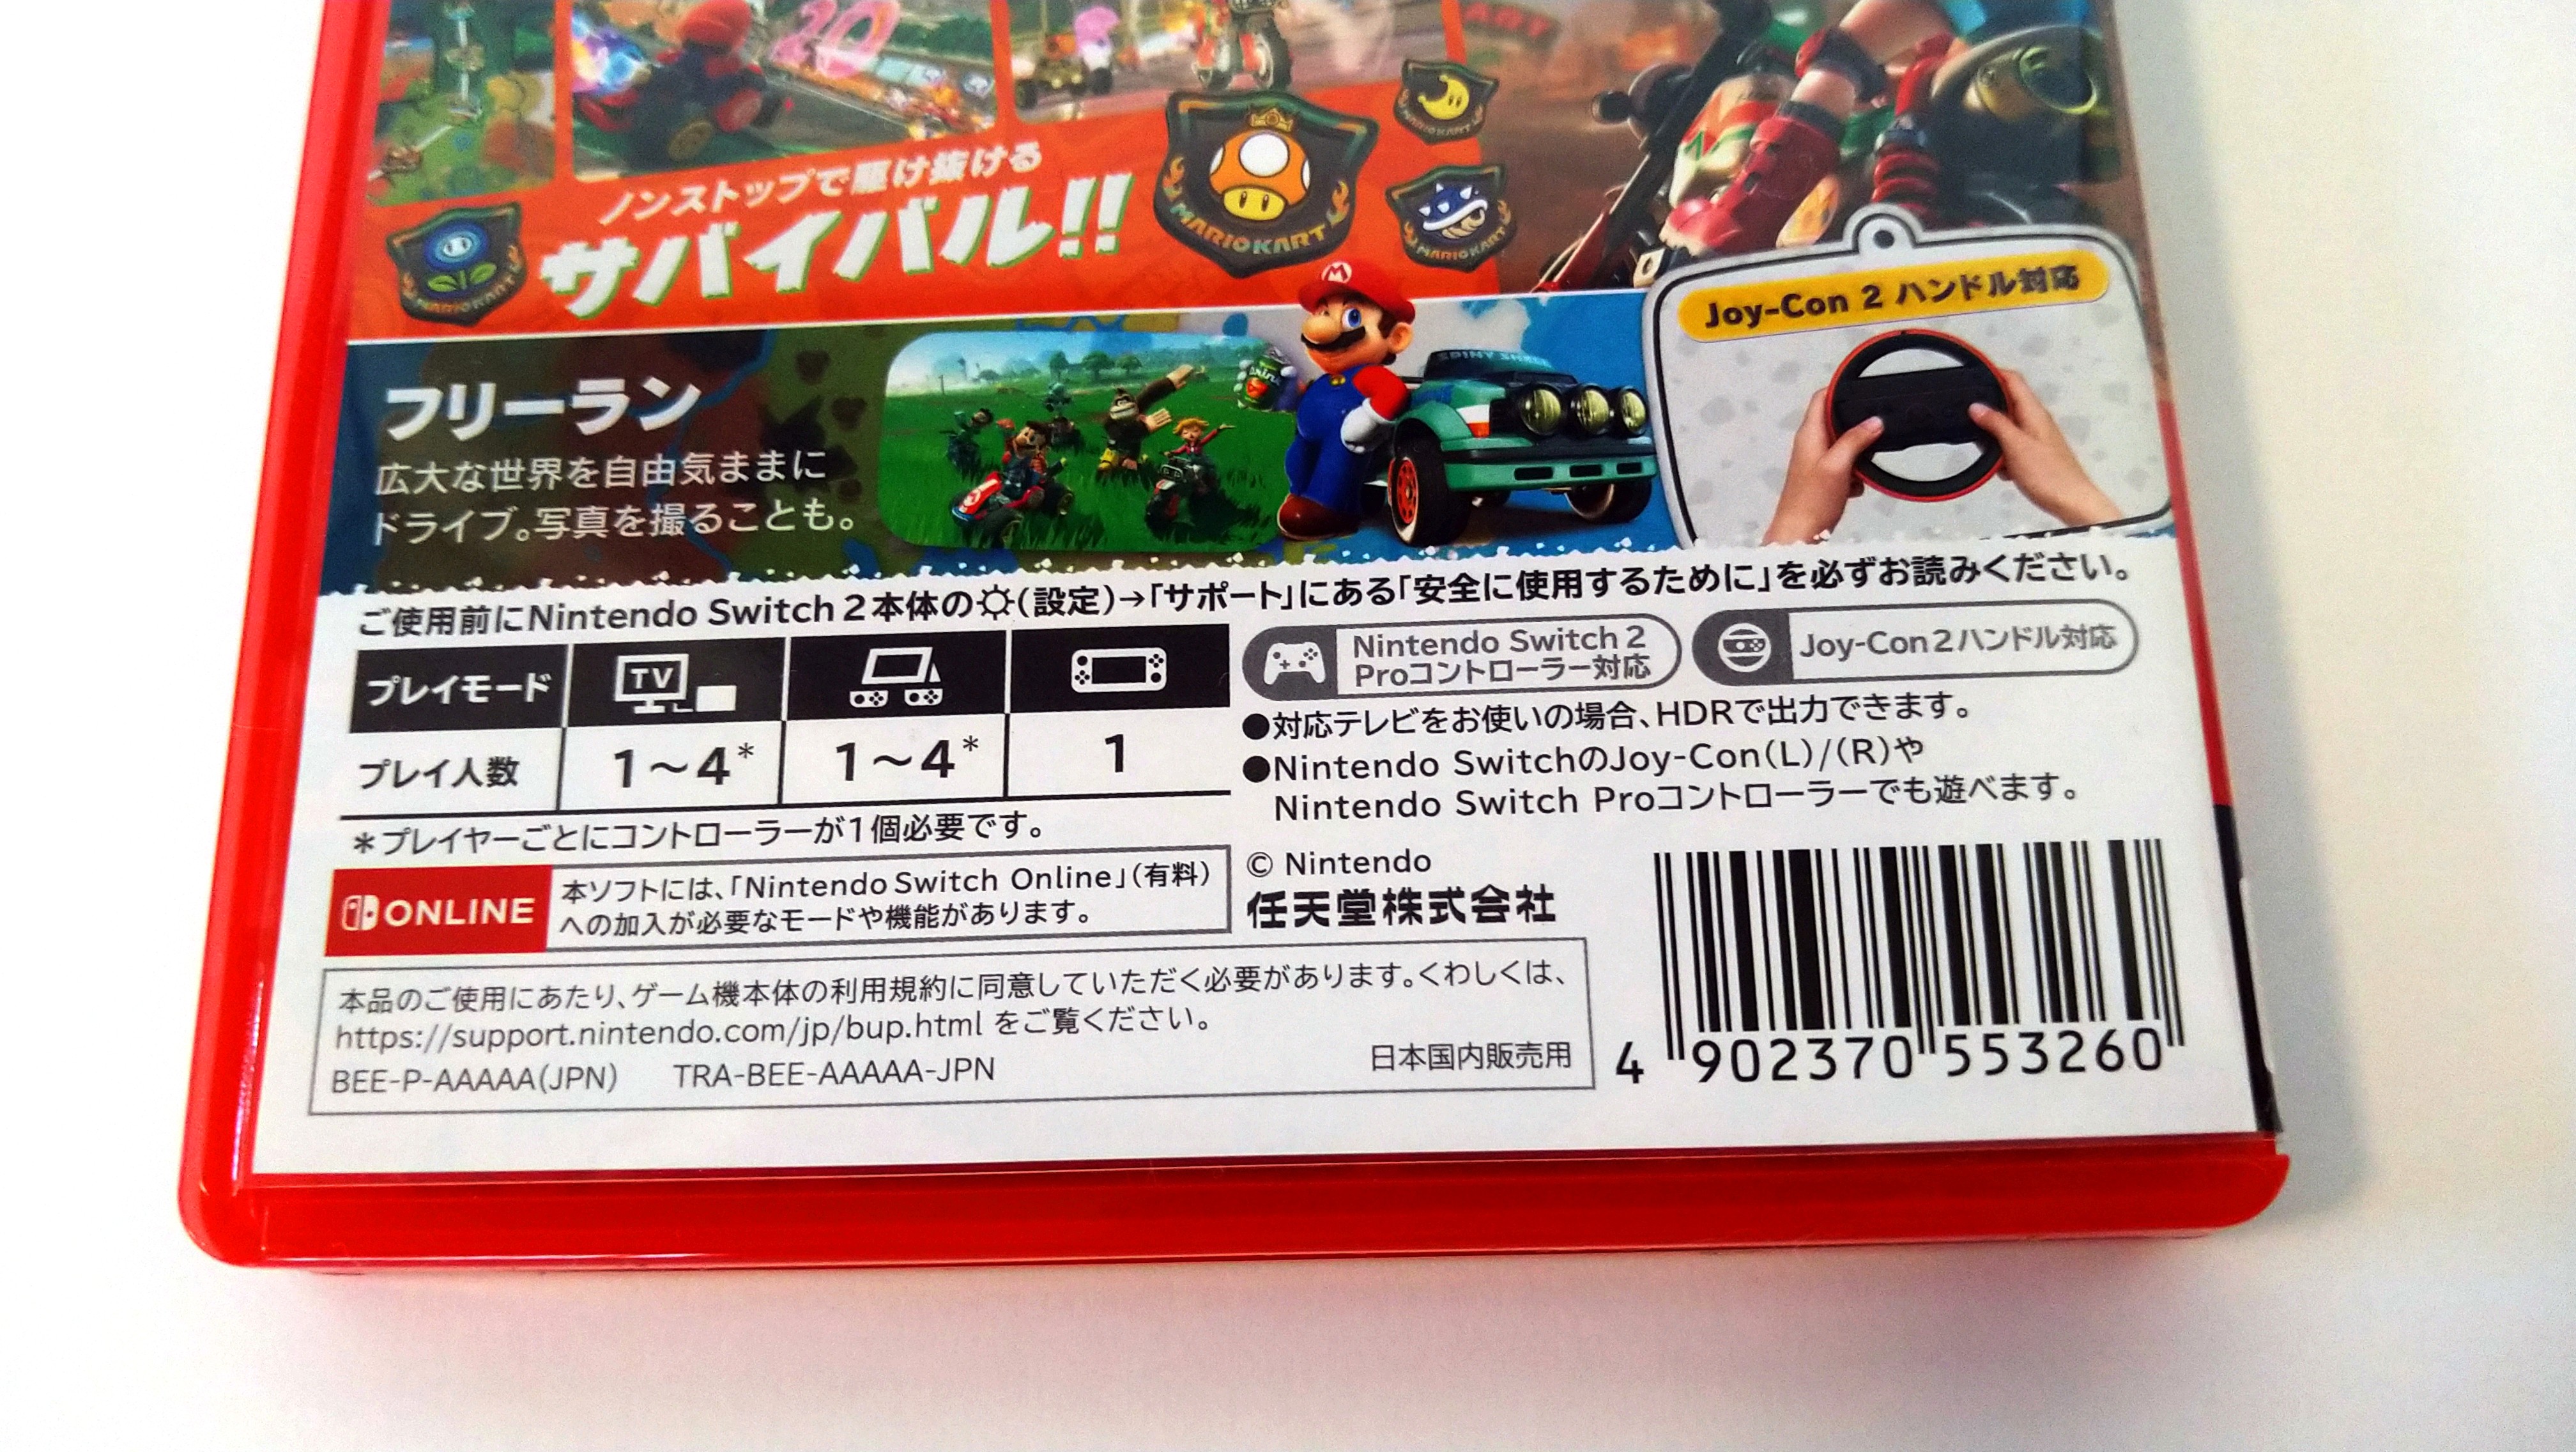 20
KART
ノンストップで駆け抜ける
サバイバル!!
MARIO KART
MARIO KART
MARIO KART
MARIO KART
Joy-Con 2 ハンドル対応
フリーラン
広大な世界を自由気ままに
ドライブ。写真を撮ることも。
M
ご使用前にNintendo Switch 2本体の(設定)→「サポート」にある「安全に使用するために」を必ずお読みください。
プレイモード TV
プレイ人数 1～4* 1～4* 1
*プレイヤーごとにコントローラーが1個必要です。
Nintendo Switch 2
Proコントローラー対応
Joy-Con 2ハンドル対応
●対応テレビをお使いの場合、HDRで出力できます。
●Nintendo SwitchのJoy-Con(L)/(R)や
Nintendo Switch Proコントローラーでも遊べます。
ONLINE
本ソフトには、「Nintendo Switch Online」(有料)
への加入が必要なモードや機能があります。
© Nintendo
任天堂株式会社
本品のご使用にあたり、ゲーム機本体の利用規約に同意していただく必要があります。くわしくは、
https://support.nintendo.com/jp/bup.html をご覧ください。
BEE-P-AAAAA(JPN) TRA-BEE-AAAAA-JPN 日本国内販売用
4 902370 553260